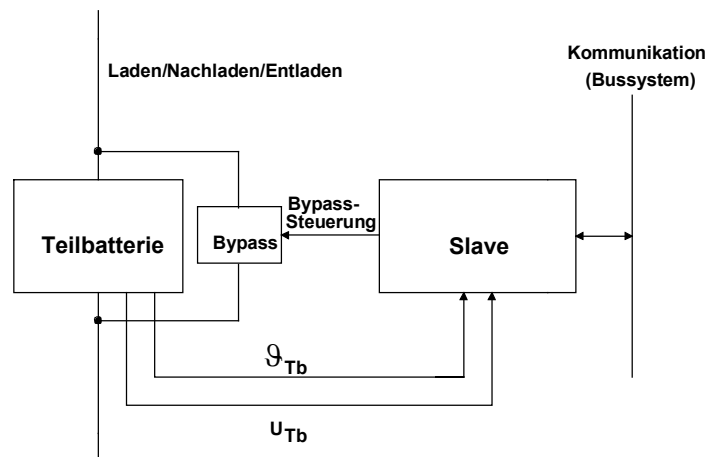 Kommunikation
(Bussystem)
Laden/Nachladen/Entladen
Bypass-
Steuerung
Teilbatterie
Bypass
Slave
ϑTb
UTb